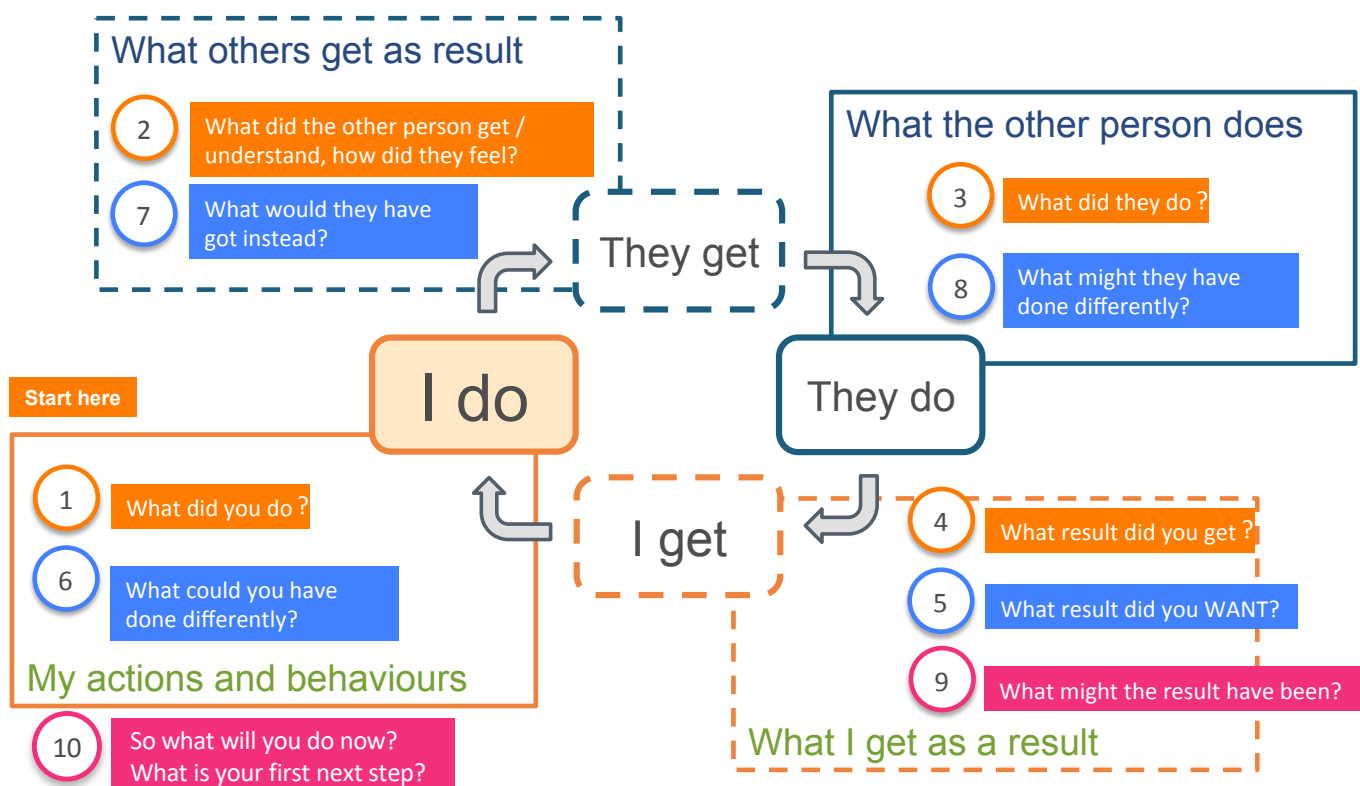 What others get as result
2
What did the other person get /
understand, how did they feel?
7
What would they have
got instead?
What the other person does
3
What did they do ?
8
What might they have
done differently?
They get
They do
I do
I get
Start here
1
What did you do ?
6
What could you have
done differently?
My actions and behaviours
10
So what will you do now?
What is your first next step?
4
What result did you get ?
5
What result did you WANT?
9
What might the result have been?
What I get as a result